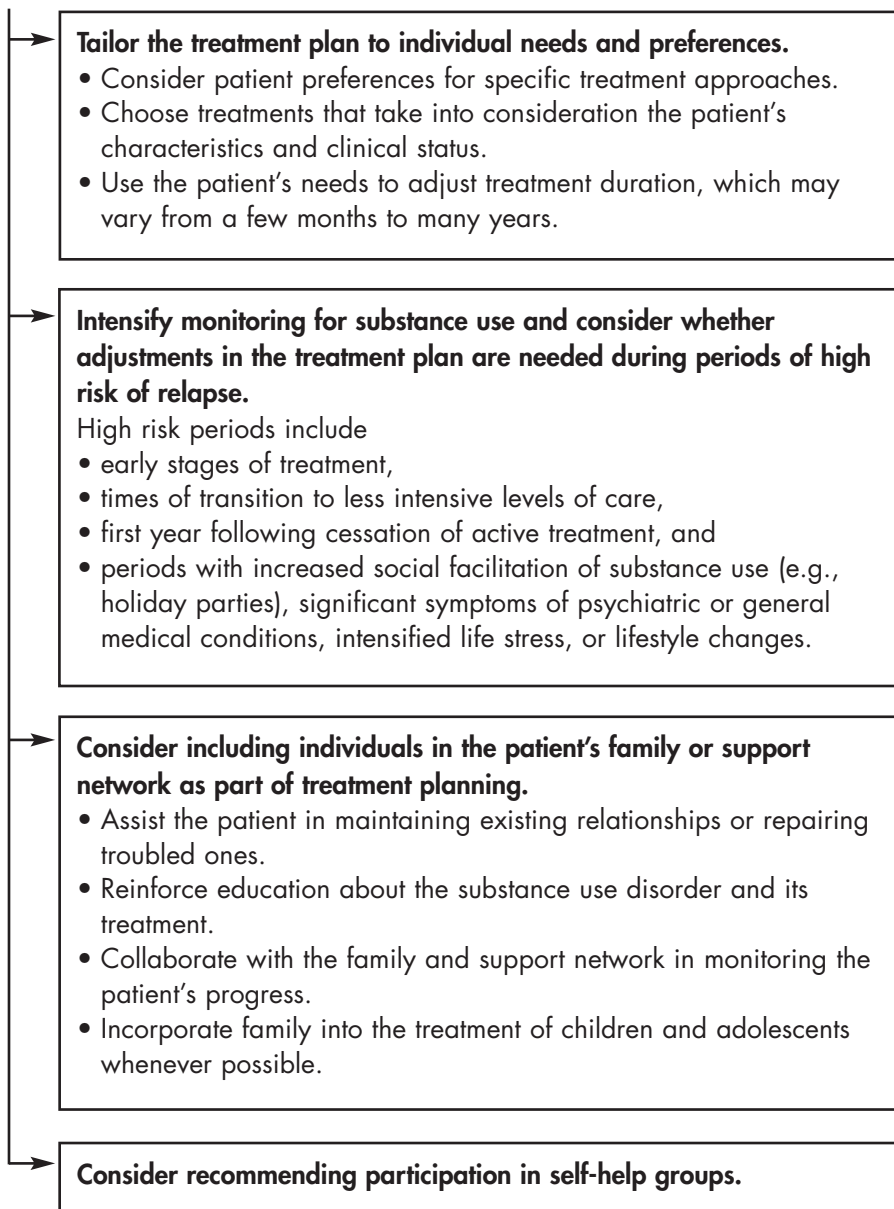 Tailor the treatment plan to individual needs and preferences.
• Consider patient preferences for specific treatment approaches.
• Choose treatments that take into consideration the patient’s
characteristics and clinical status.
• Use the patient’s needs to adjust treatment duration, which may
vary from a few months to many years.
Intensify monitoring for substance use and consider whether
adjustments in the treatment plan are needed during periods of high
risk of relapse.
High risk periods include
• early stages of treatment,
• times of transition to less intensive levels of care,
• first year following cessation of active treatment, and
• periods with increased social facilitation of substance use (e.g.,
holiday parties), significant symptoms of psychiatric or general
medical conditions, intensified life stress, or lifestyle changes.
Consider including individuals in the patient’s family or support
network as part of treatment planning.
• Assist the patient in maintaining existing relationships or repairing
troubled ones.
• Reinforce education about the substance use disorder and its
treatment.
• Collaborate with the family and support network in monitoring the
patient’s progress.
• Incorporate family into the treatment of children and adolescents
whenever possible.
Consider recommending participation in self-help groups.